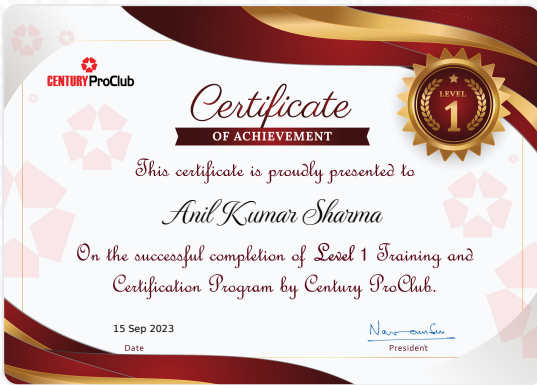 CENTURY ProClub
LEVEL
1
Certificate
OF ACHIEVEMENT
This certificate is proudly presented to
Anil Kumar Sharma
On the successful completion of Level 1 Training and
Certification Program by Century ProClub.
15 Sep 2023
Date
President